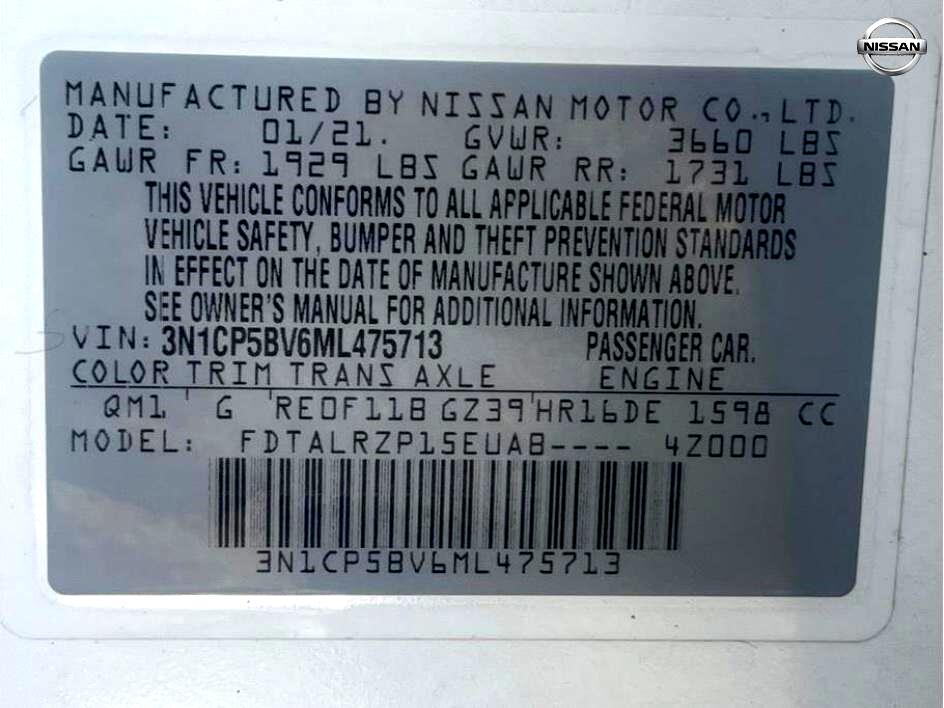 NISSAN
MANUFACTURED BY NISSAN MOTOR CO., LTD.
DATE: 01/21. GVWR: 3660 LBS
GAWR FR: 1929 LBS GAWR RR: 1731 LBS
THIS VEHICLE CONFORMS TO ALL APPLICABLE FEDERAL MOTOR
VEHICLE SAFETY, BUMPER AND THEFT PREVENTION STANDARDS
IN EFFECT ON THE DATE OF MANUFACTURE SHOWN ABOVE.
SEE OWNER'S MANUAL FOR ADDITIONAL INFORMATION.
VIN: 3N1CP5BV6ML475713 PASSENGER CAR.
COLOR TRIM TRANS AXLE ENGINE
QM1 ' G 'RE0F11B GZ39'HR16DE 1598 CC
MODEL: FDTALRZP15EUAB---- 4Z000
3N1CP5BV6ML475713